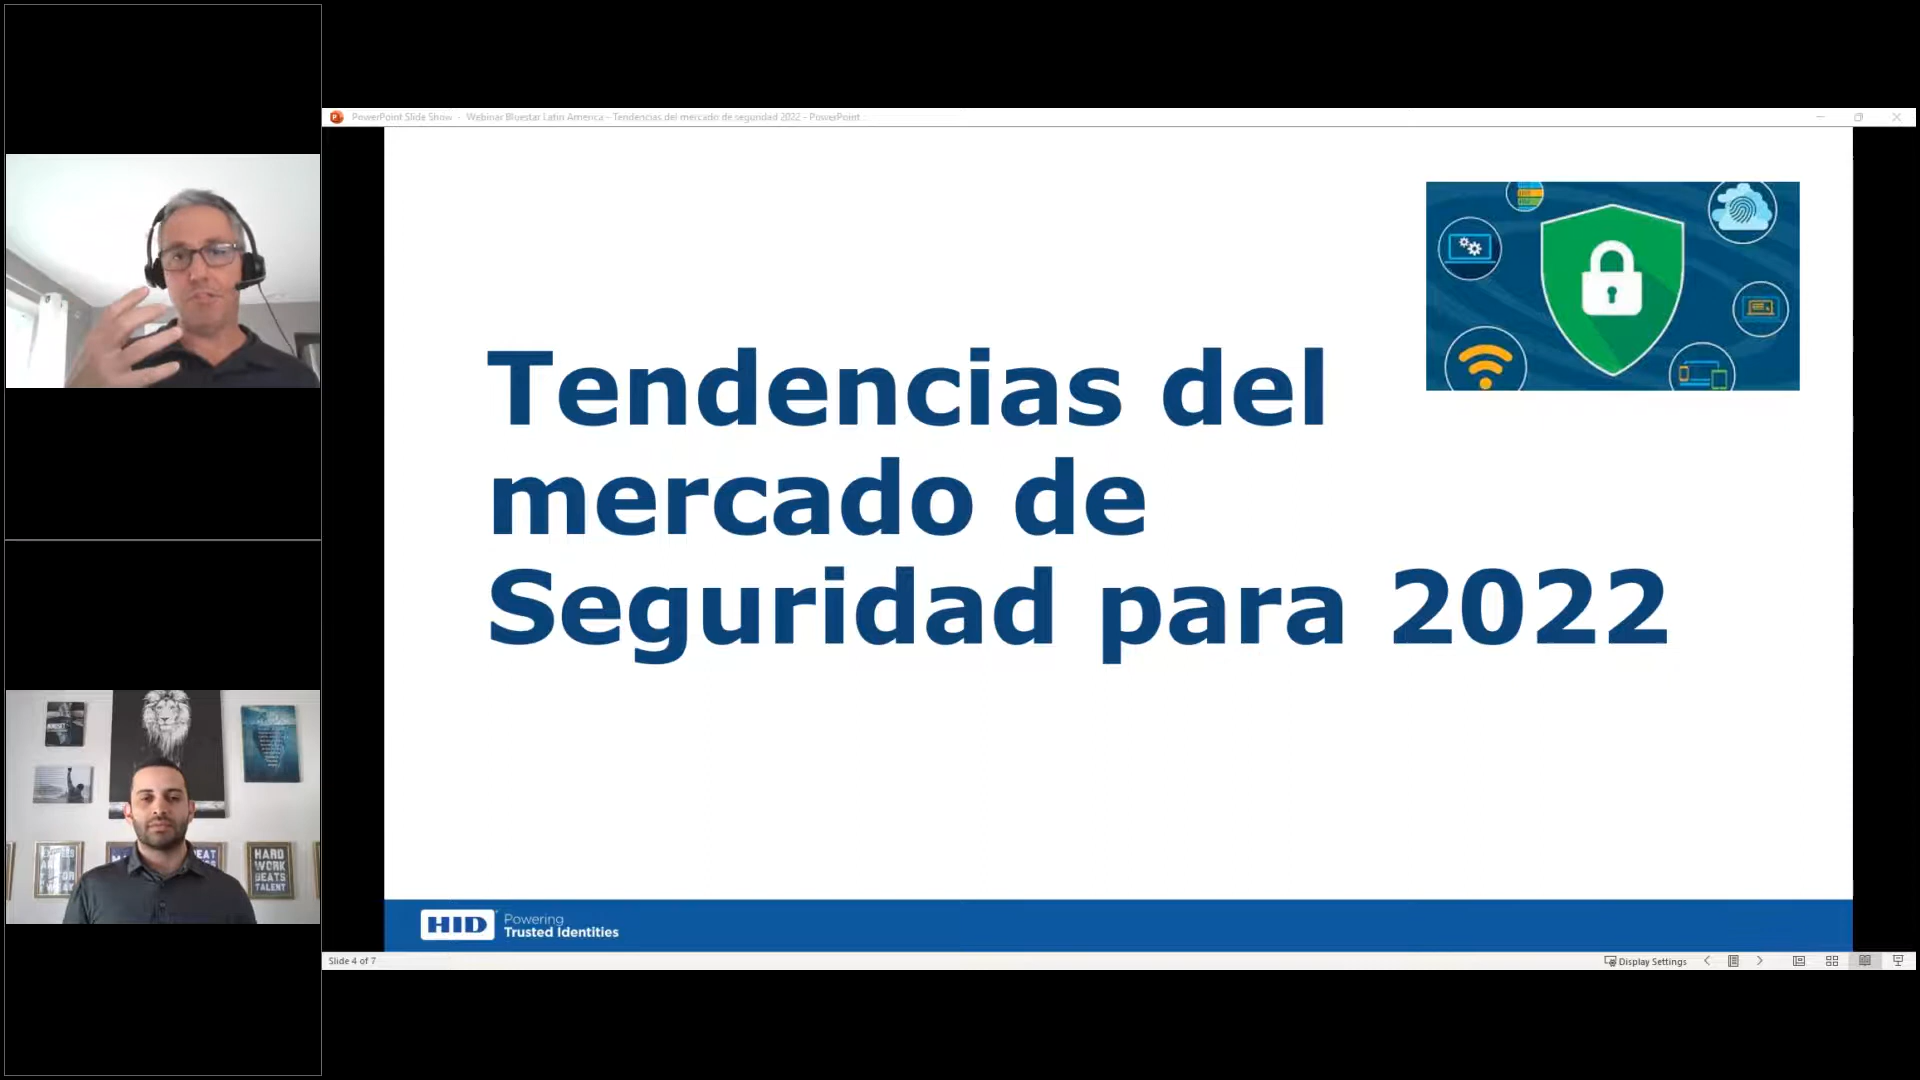 PowerPoint Slide Show - Webinar Bluestar Latin America - Tendencias del mercado de seguridad 2022 - PowerPoint
Tendencias del
mercado de
Seguridad para 2022
HID
Powering
Trusted Identities
Slide 4 of 7
Display Settings
HARD
WORK
BEATS
TALENT